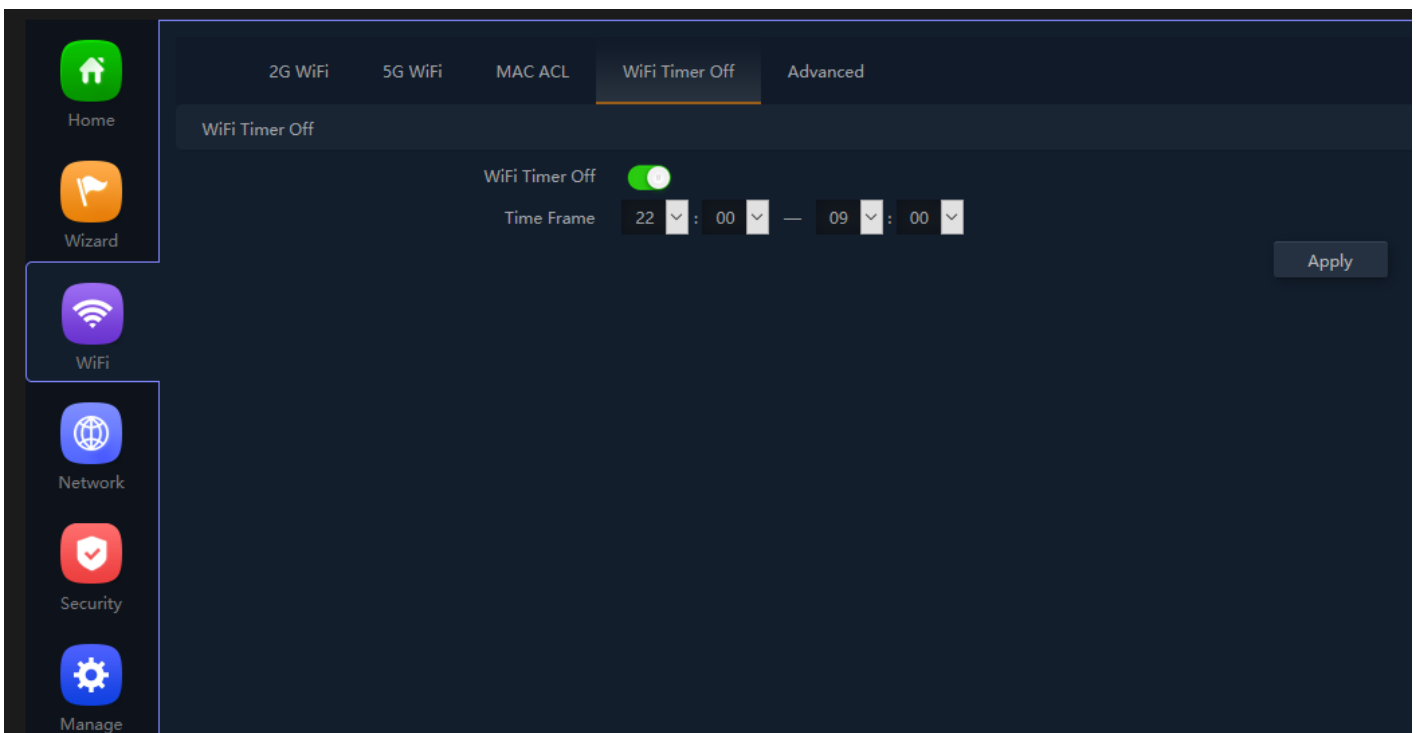 2G WiFi 5G WiFi MAC ACL WiFi Timer Off Advanced
Home
WiFi Timer Off
WiFi Timer Off
Time Frame 22 : 00 — 09 : 00
Wizard
Apply
WiFi
Network
Security
Manage